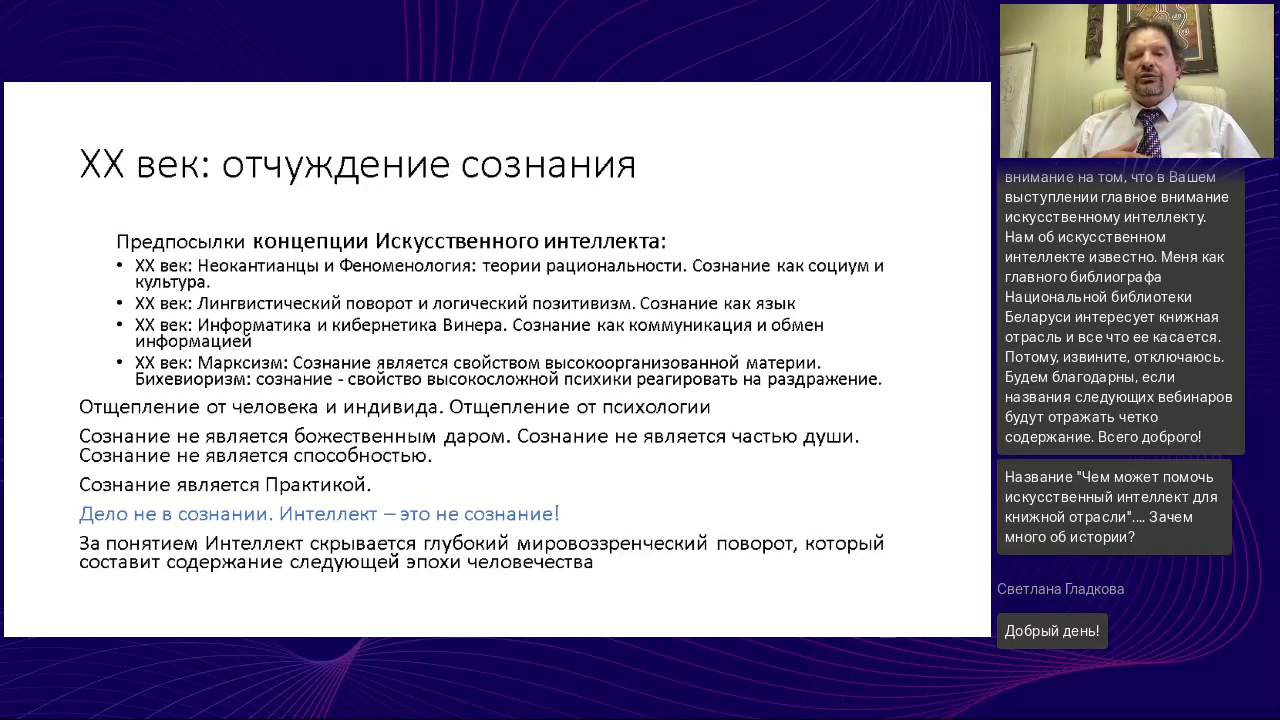 ХХ век: отчуждение сознания
Предпосылки концепции Искусственного интеллекта:
• ХХ век: Неокантианцы и Феноменология: теории рациональности. Сознание как социум и
культура.
• ХХ век: Лингвистический поворот и логический позитивизм. Сознание как язык
• ХХ век: Информатика и кибернетика Винера. Сознание как коммуникация и обмен
информацией
• ХХ век: Марксизм: Сознание является свойством высокоорганизованной материи.
Бихевиоризм: сознание - свойство высокосложной психики реагировать на раздражение.
Отщепление от человека и индивида. Отщепление от психологии
Сознание не является божественным даром. Сознание не является частью души.
Сознание не является способностью.
Сознание является Практикой.
Дело не в сознании. Интеллект – это не сознание!
За понятием Интеллект скрывается глубокий мировоззренческий поворот, который
составит содержание следующей эпохи человечества
внимание на том, что в Вашем
выступлении главное внимание
искусственному интеллекту.
Нам об искусственном
интеллекте известно. Меня как
главного библиографа
Национальной библиотеки
Беларуси интересует книжная
отрасль и все что ее касается.
Потому, извините, отключаюсь.
Будем благодарны, если
названия следующих вебинаров
будут отражать четко
содержание. Всего доброго!
Название "Чем может помочь
искусственный интеллект для
книжной отрасли".... Зачем
много об истории?
Светлана Гладкова
Добрый день!